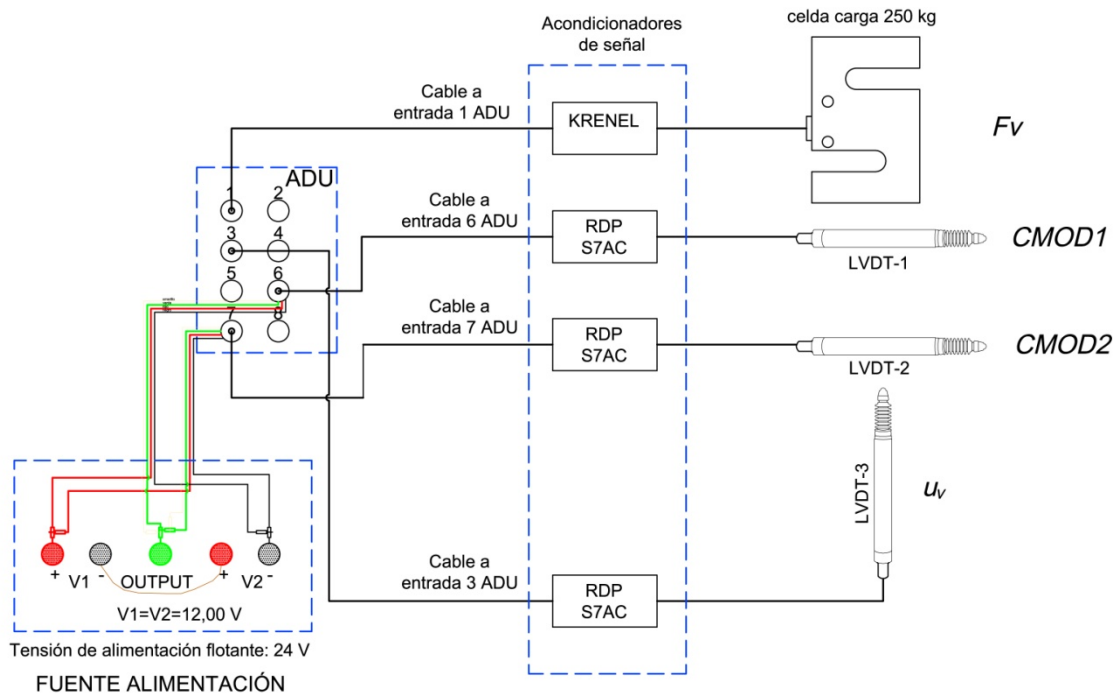 celda carga 250 kg
Acondicionadores
de señal
Cable a
entrada 1 ADU
KRENEL
Fv
ADU
1
2
3
4
5
6
7
8
Cable a
entrada 6 ADU
RDP
S7AC
LVDT-1
CMOD1
Cable a
entrada 7 ADU
RDP
S7AC
LVDT-2
CMOD2
LVDT-3
uv
Cable a
entrada 3 ADU
RDP
S7AC
+ V1 - OUTPUT + V2 -
V1=V2=12,00 V
Tensión de alimentación flotante: 24 V
FUENTE ALIMENTACIÓN